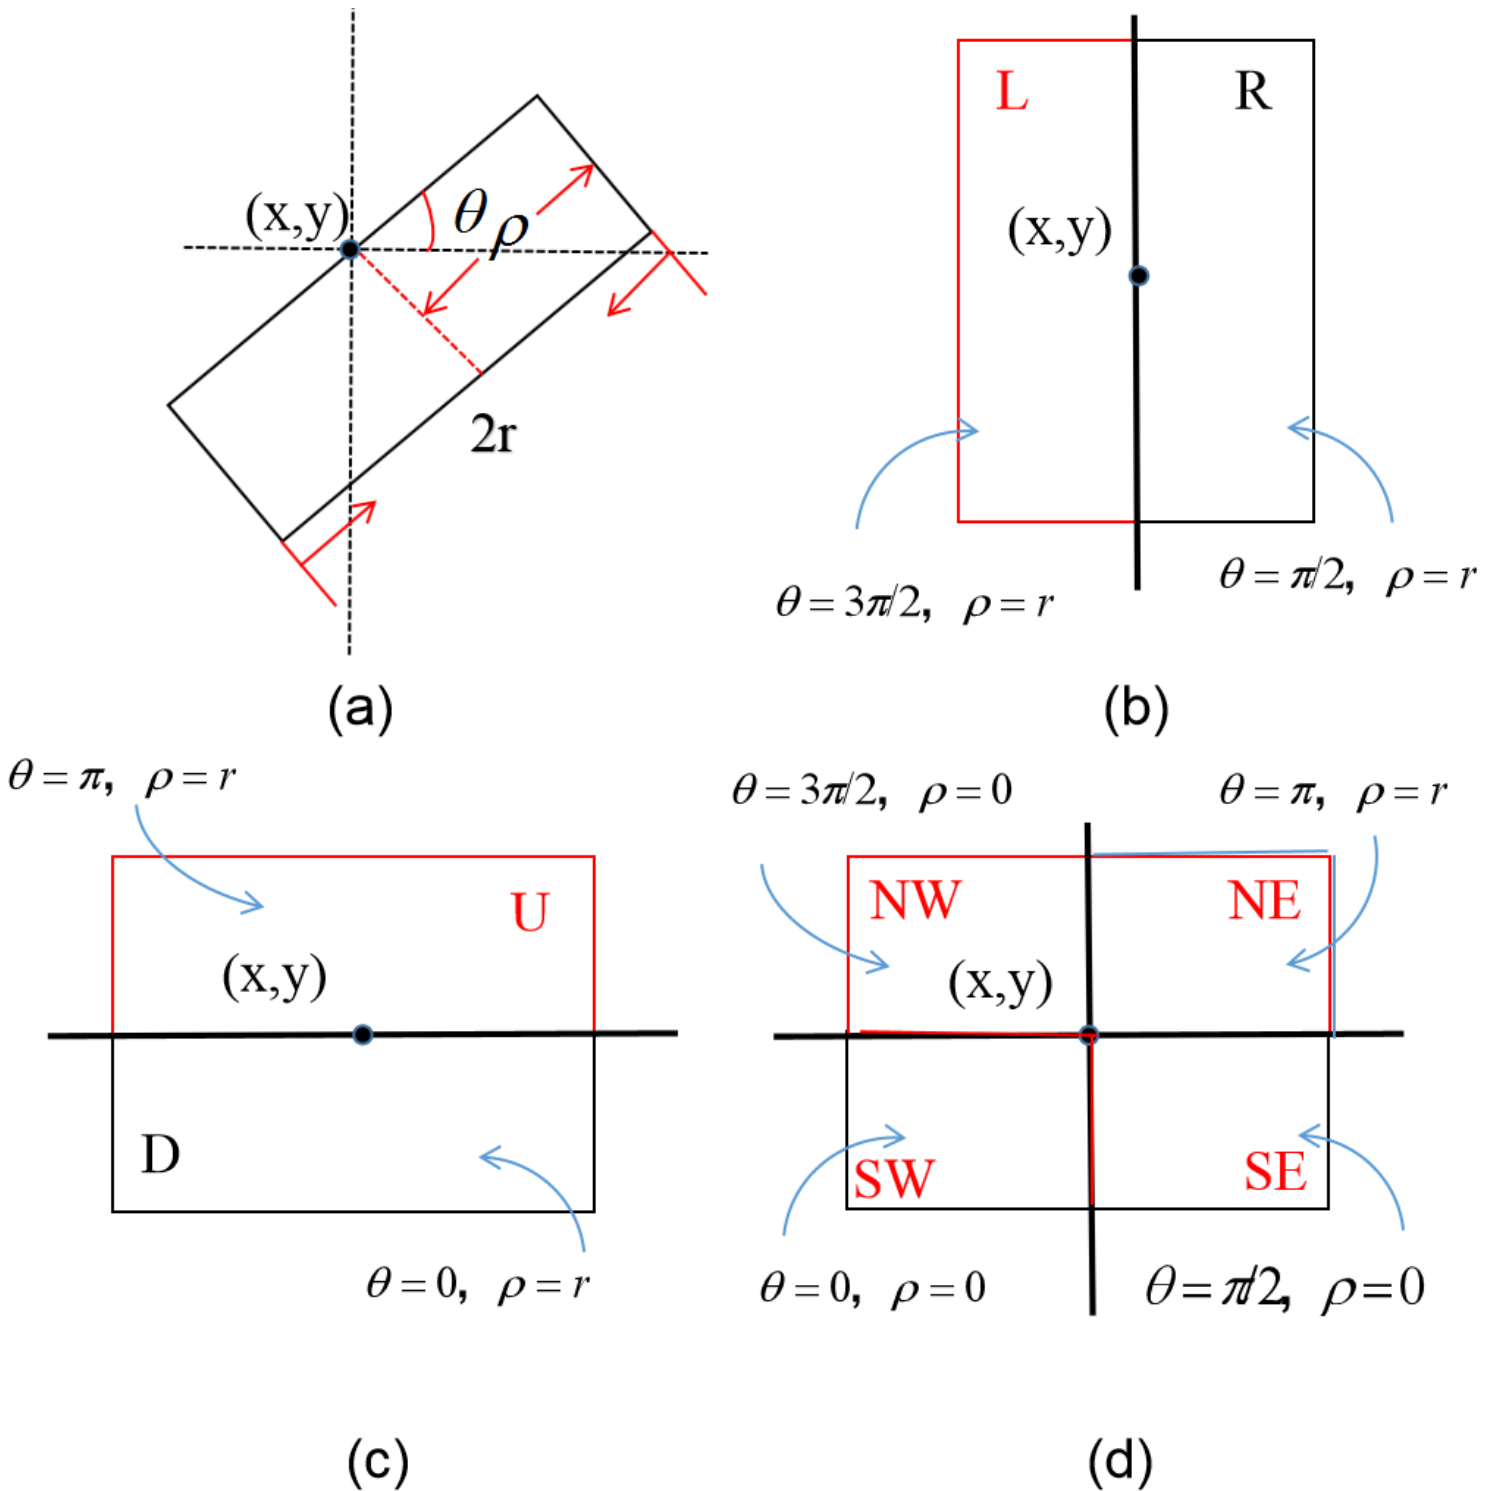 (x,y)
θ
ρ
2r
(a)
L R
(x,y)
θ = 3π/2, ρ = r
θ = π/2, ρ = r
(b)
θ = π, ρ = r
U
(x,y)
D
θ = 0, ρ = r
(c)
θ = 3π/2, ρ = 0
θ = π, ρ = r
NW NE
(x,y)
SW SE
θ = 0, ρ = 0
θ = π/2, ρ = 0
(d)